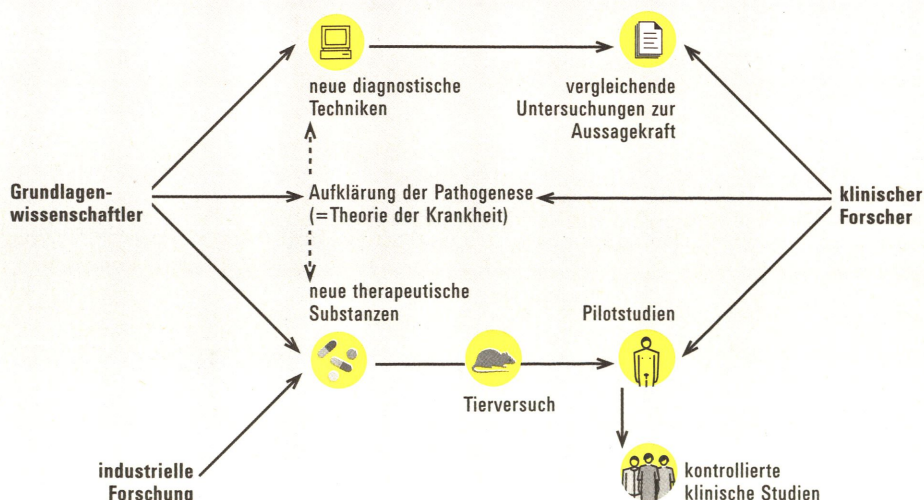 neue diagnostische
Techniken
vergleichende
Untersuchungen zur
Aussagekraft
Grundlagen-
wissenschaftler
Aufklärung der Pathogenese
(=Theorie der Krankheit)
klinischer
Forscher
neue therapeutische
Substanzen
Pilotstudien
Tierversuch
industrielle
Forschung
kontrollierte
klinische Studien